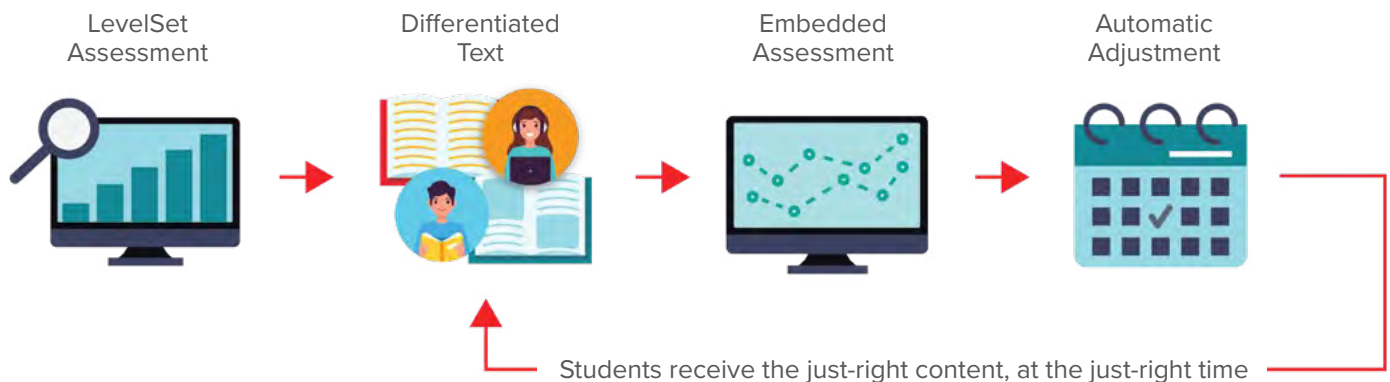 LevelSet
Assessment
Differentiated
Text
Embedded
Assessment
Automatic
Adjustment
Students receive the just-right content, at the just-right time